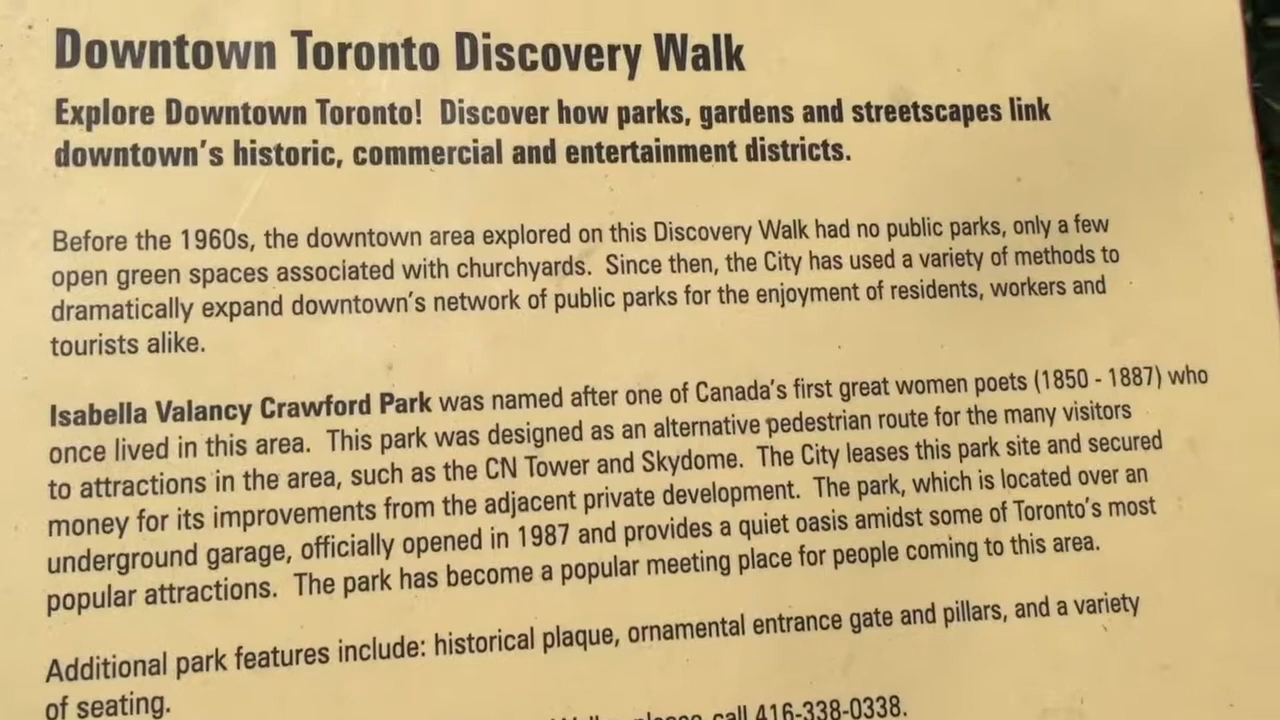 Downtown Toronto Discovery Walk
Explore Downtown Toronto!  Discover how parks, gardens and streetscapes link
downtown's historic, commercial and entertainment districts.
Before the 1960s, the downtown area explored on this Discovery Walk had no public parks, only a few
open green spaces associated with churchyards.  Since then, the City has used a variety of methods to
dramatically expand downtown's network of public parks for the enjoyment of residents, workers and
tourists alike.
Isabella Valancy Crawford Park was named after one of Canada's first great women poets (1850 - 1887) who
once lived in this area.  This park was designed as an alternative pedestrian route for the many visitors
to attractions in the area, such as the CN Tower and Skydome.  The City leases this park site and secured
money for its improvements from the adjacent private development.  The park, which is located over an
underground garage, officially opened in 1987 and provides a quiet oasis amidst some of Toronto's most
popular attractions.  The park has become a popular meeting place for people coming to this area.
Additional park features include: historical plaque, ornamental entrance gate and pillars, and a variety
of seating.
please call 416-338-0338.